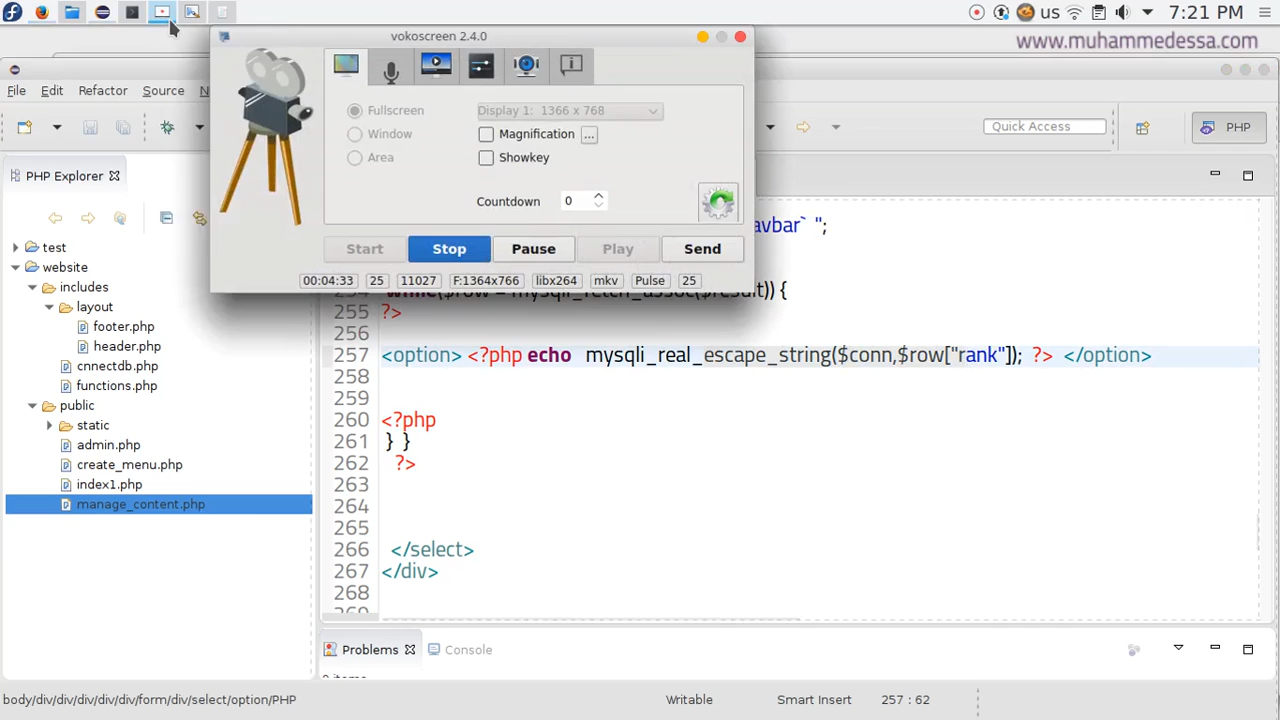 us
7:21 PM
www.muhammedessa.com
vokoscreen 2.4.0
File Edit Refactor Source N
Fullscreen
Display 1: 1366 x 768
Window
Magnification ...
Area
Showkey
Quick Access
PHP
Countdown 0
PHP Explorer
Start Stop Pause Play Send
00:04:33 25 11027 F:1364x766 libx264 mkv Pulse 25
test
website
includes
layout
footer.php
header.php
cnnectdb.php
functions.php
public
static
admin.php
create_menu.php
index1.php
manage_content.php
avbar` ";
255 ?>
256
257 <option> <?php echo mysqli_real_escape_string($conn,$row["rank"]); ?> </option>
258
259
260 <?php
261 } }
262 ?>
263
264
265
266 </select>
267 </div>
268
Problems Console
body/div/div/div/div/form/div/select/option/PHP
Writable
Smart Insert
257 : 62